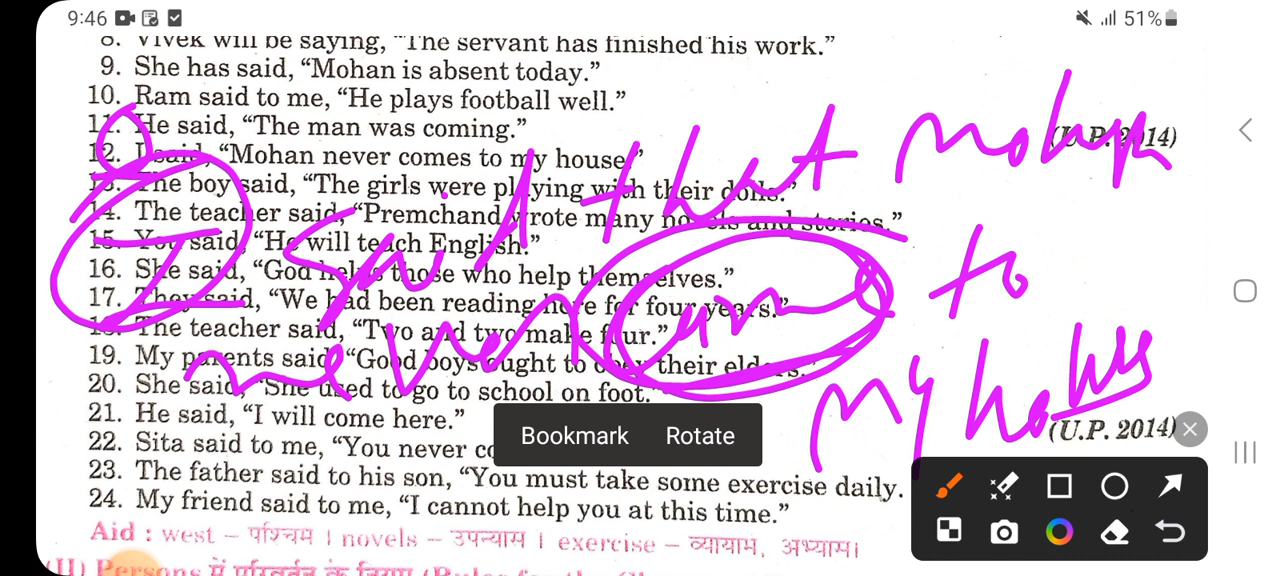 9:46
51%
8. Vivek will be saying, “The servant has finished his work.”
9. She has said, “Mohan is absent today.”
10. Ram said to me, “He plays football well.”
11. He said, “The man was coming.” (U.P. 2014)
12. I said, “Mohan never comes to my house.”
13. The boy said, “The girls were playing with their dolls.”
14. The teacher said, “Premchand wrote many novels and stories.”
15. You said, “He will teach English.”
16. She said, “God helps those who help themselves.”
17. They said, “We had been reading here for four years.”
18. The teacher said, “Two and two make four.”
19. My parents said, “Good boys ought to obey their elders.”
20. She said, “She used to go to school on foot.”
21. He said, “I will come here.” (U.P. 2014)
22. Sita said to me, “You never
23. The father said to his son, “You must take some exercise daily.
24. My friend said to me, “I cannot help you at this time.”
Aid : west – पश्चिम । novels – उपन्यास । exercise – व्यायाम, अभ्यास।
(II) Persons में परिवर्तन के नियम
I said that Mohan
never to
my
Bookmark Rotate